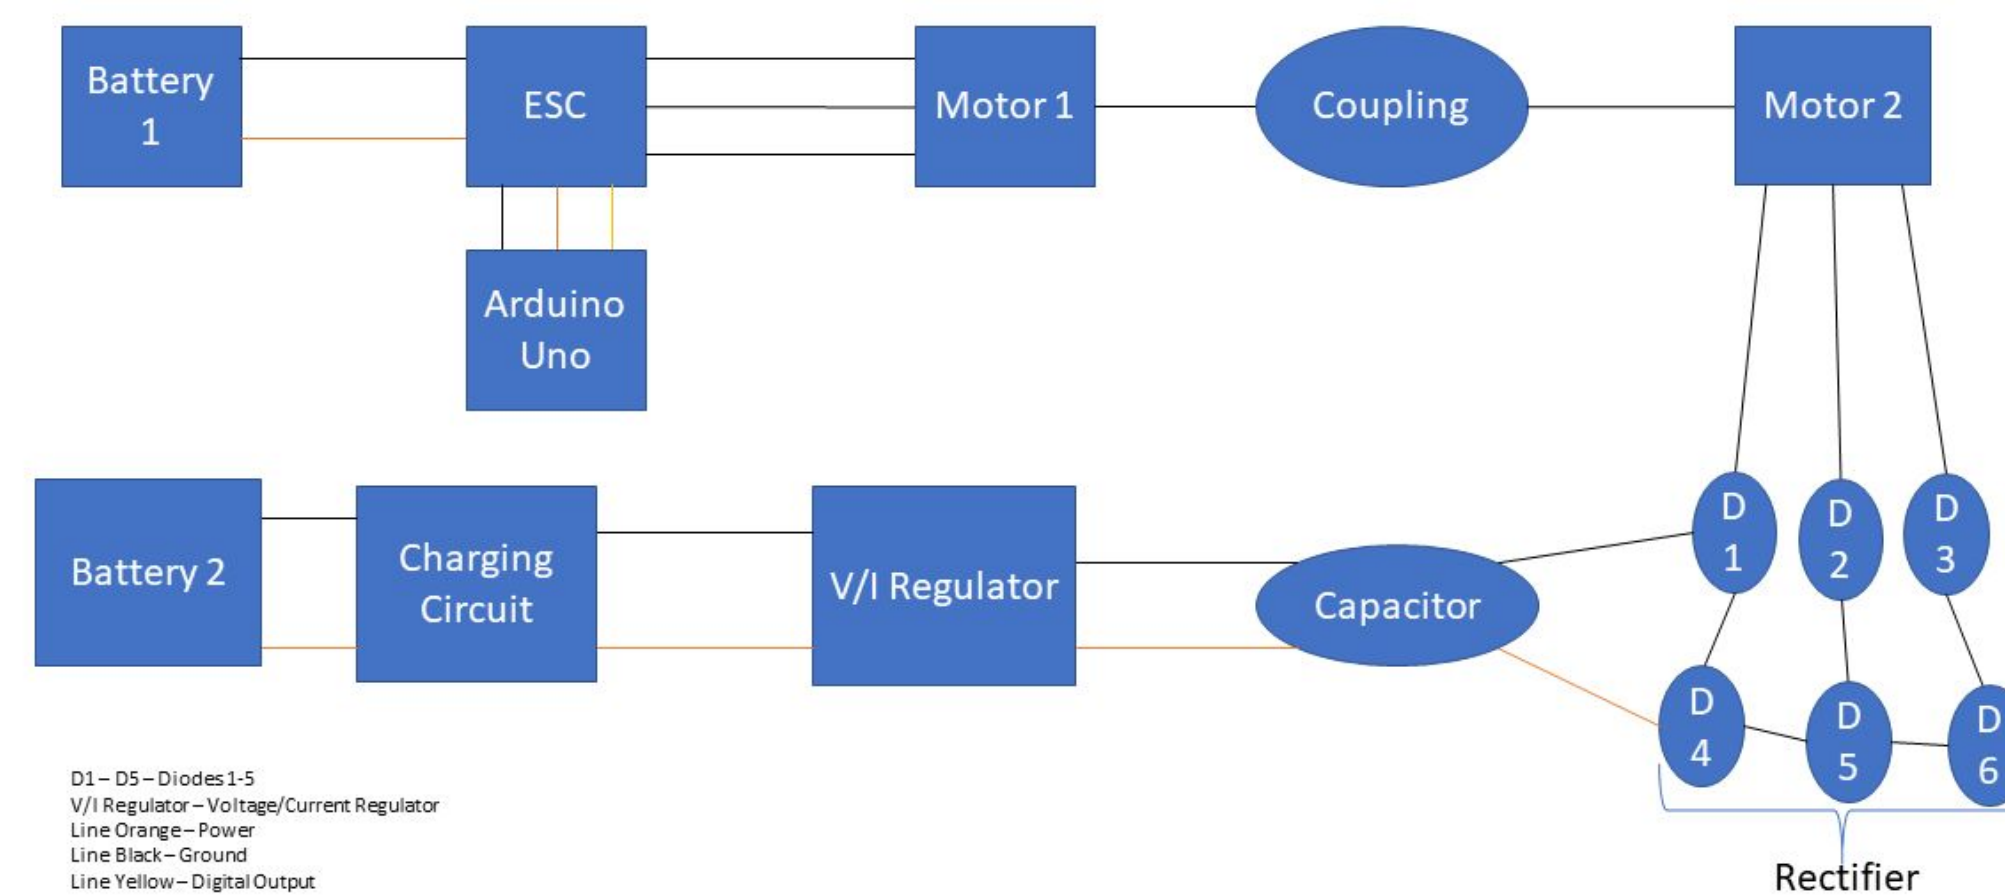 Battery
1
ESC
Motor 1
Coupling
Motor 2
Arduino
Uno
Battery 2
Charging
Circuit
V/I Regulator
Capacitor
D
1
D
2
D
3
D
4
D
5
D
6
Rectifier
D1 – D5 – Diodes 1-5
V/I Regulator – Voltage/Current Regulator
Line Orange – Power
Line Black – Ground
Line Yellow – Digital Output